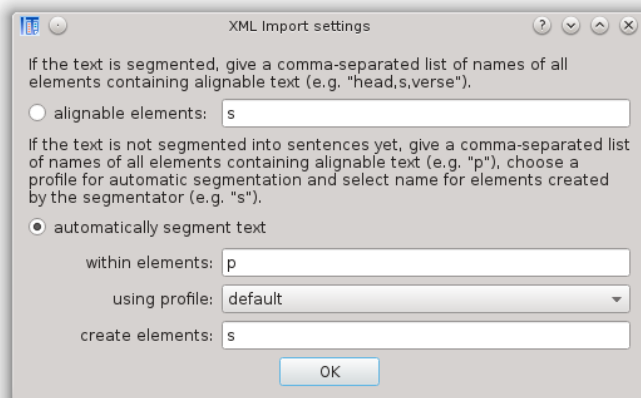 XML Import settings
If the text is segmented, give a comma-separated list of names of all
elements containing alignable text (e.g. "head,s,verse").
alignable elements: s
If the text is not segmented into sentences yet, give a comma-separated list
of names of all elements containing alignable text (e.g. "p"), choose a
profile for automatic segmentation and select name for elements created
by the segmentator (e.g. "s").
automatically segment text
within elements: p
using profile: default
create elements: s
OK